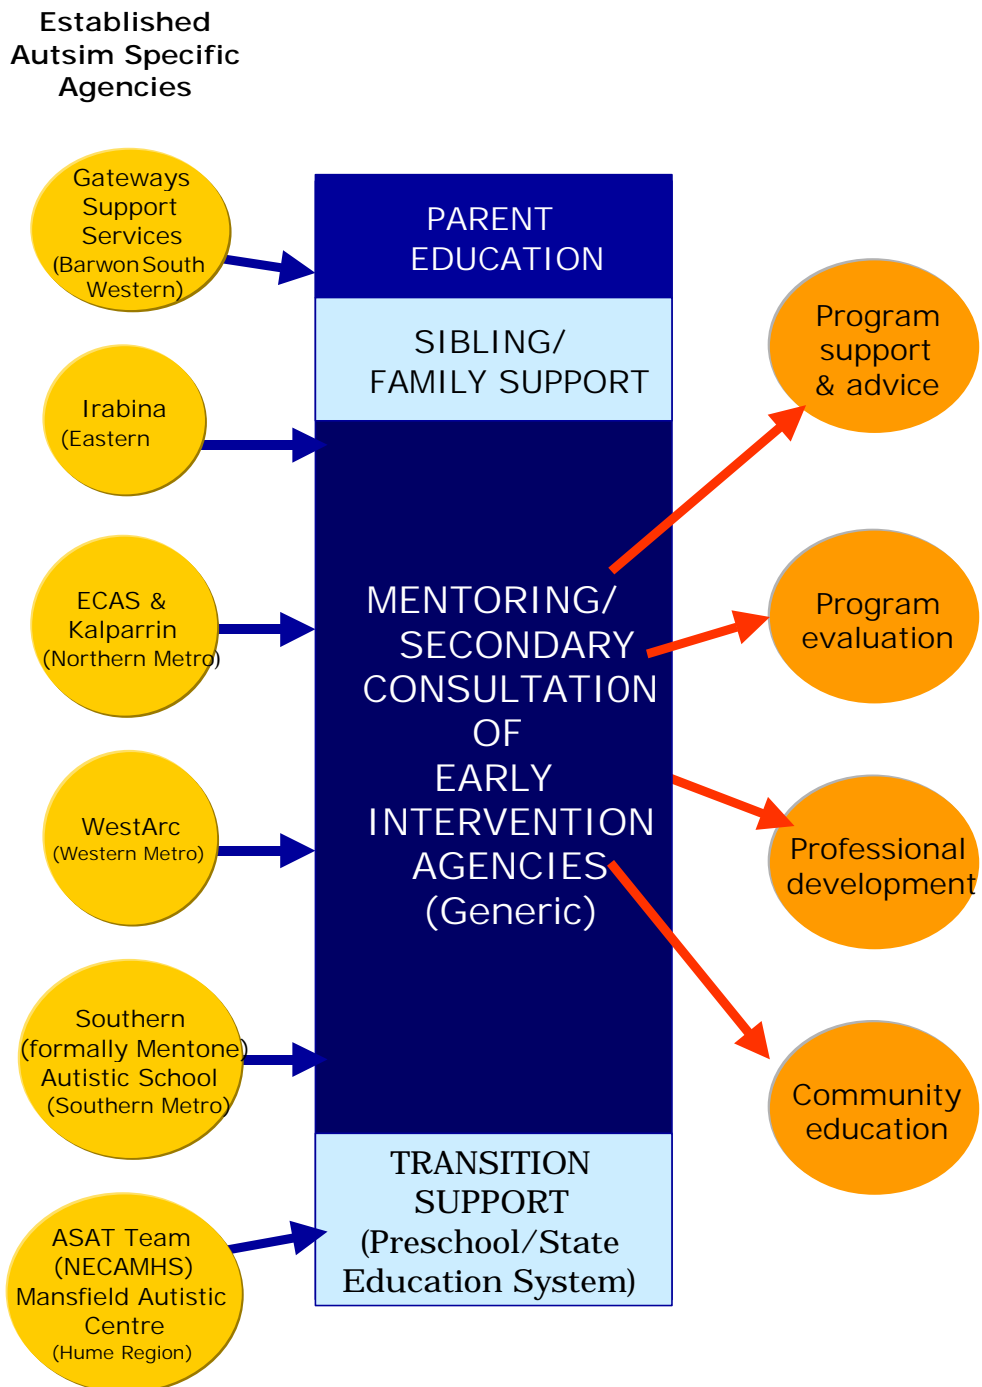 Established
Autsim Specific
Agencies
Gateways
Support
Services
(Barwon South
Western)
Irabina
(Eastern
ECAS &
Kalparrin
(Northern Metro)
WestArc
(Western Metro)
Southern
(formally Mentone)
Autistic School
(Southern Metro)
ASAT Team
(NECAMHS)
Mansfield Autistic
Centre
(Hume Region)
PARENT
EDUCATION
SIBLING/
FAMILY SUPPORT
MENTORING/
SECONDARY
CONSULTATI0N
OF
EARLY
INTERVENTION
AGENCIES
(Generic)
TRANSITION
SUPPORT
(Preschool/State
Education System)
Program
support
& advice
Program
evaluation
Professional
development
Community
education